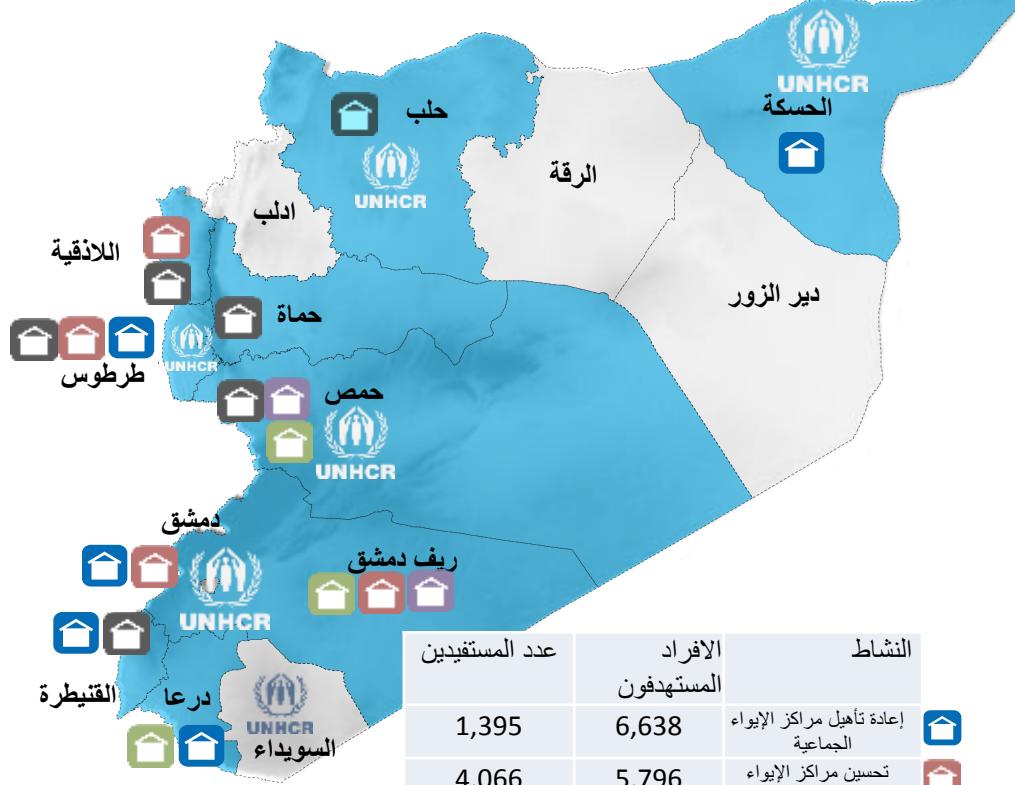 UNHCR
الحسكة
حلب
UNHCR
الرقة
ادلب
اللاذقية
دير الزور
حماة
UNHCR
طرطوس
حمص
UNHCR
دمشق
ريف دمشق
UNHCR
القنيطرة
درعا
UNHCR
السويداء
النشاط
الافراد المستهدفون
عدد المستفيدين
إعادة تأهيل مراكز الإيواء
الجماعية
6,638
1,395
تحسين مراكز الإيواء
5,796
4,066